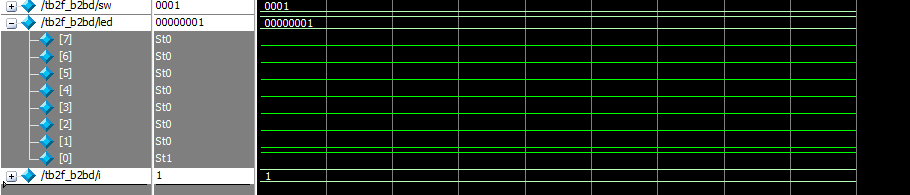 /tb2f_b2bd/sw 0001 0001
/tb2f_b2bd/led 00000001 00000001
[7] St0
[6] St0
[5] St0
[4] St0
[3] St0
[2] St0
[1] St0
[0] St1
/tb2f_b2bd/i 1 1